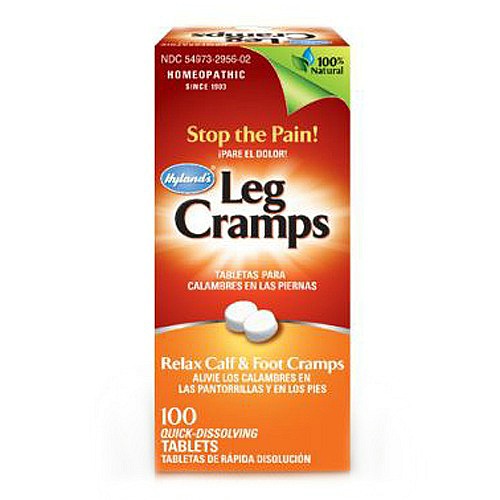 Leg
Cramps
NDC 54973-2956-02
HOMEOPATHIC
SINCE 1903
100%
Natural
Stop the Pain!
¡PARE EL DOLOR!
Hyland's
Leg
Cramps
TABLETAS PARA
CALAMBRES EN LAS PIERNAS
Relax Calf & Foot Cramps
ALIVIE LOS CALAMBRES EN
LAS PANTORRILLAS Y EN LOS PIES
100
QUICK-DISSOLVING
TABLETS
TABLETAS DE RÁPIDA DISOLUCIÓN